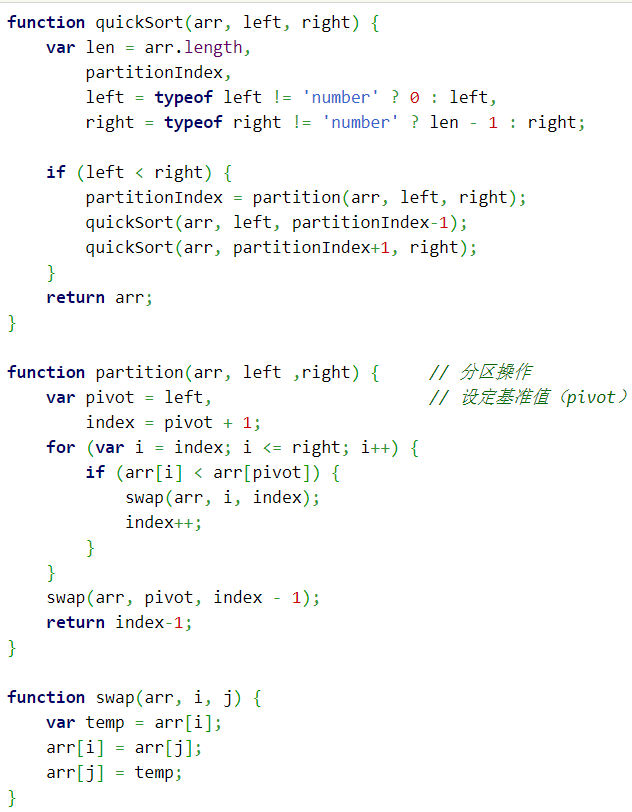 function quickSort(arr, left, right) {
    var len = arr.length,
        partitionIndex,
        left = typeof left != 'number' ? 0 : left,
        right = typeof right != 'number' ? len - 1 : right;
    if (left < right) {
        partitionIndex = partition(arr, left, right);
        quickSort(arr, left, partitionIndex-1);
        quickSort(arr, partitionIndex+1, right);
    }
    return arr;
}
function partition(arr, left ,right) {     // 分区操作
    var pivot = left,                      // 设定基准值（pivot）
        index = pivot + 1;
    for (var i = index; i <= right; i++) {
        if (arr[i] < arr[pivot]) {
            swap(arr, i, index);
            index++;
        }
    }
    swap(arr, pivot, index - 1);
    return index-1;
}
function swap(arr, i, j) {
    var temp = arr[i];
    arr[i] = arr[j];
    arr[j] = temp;
}